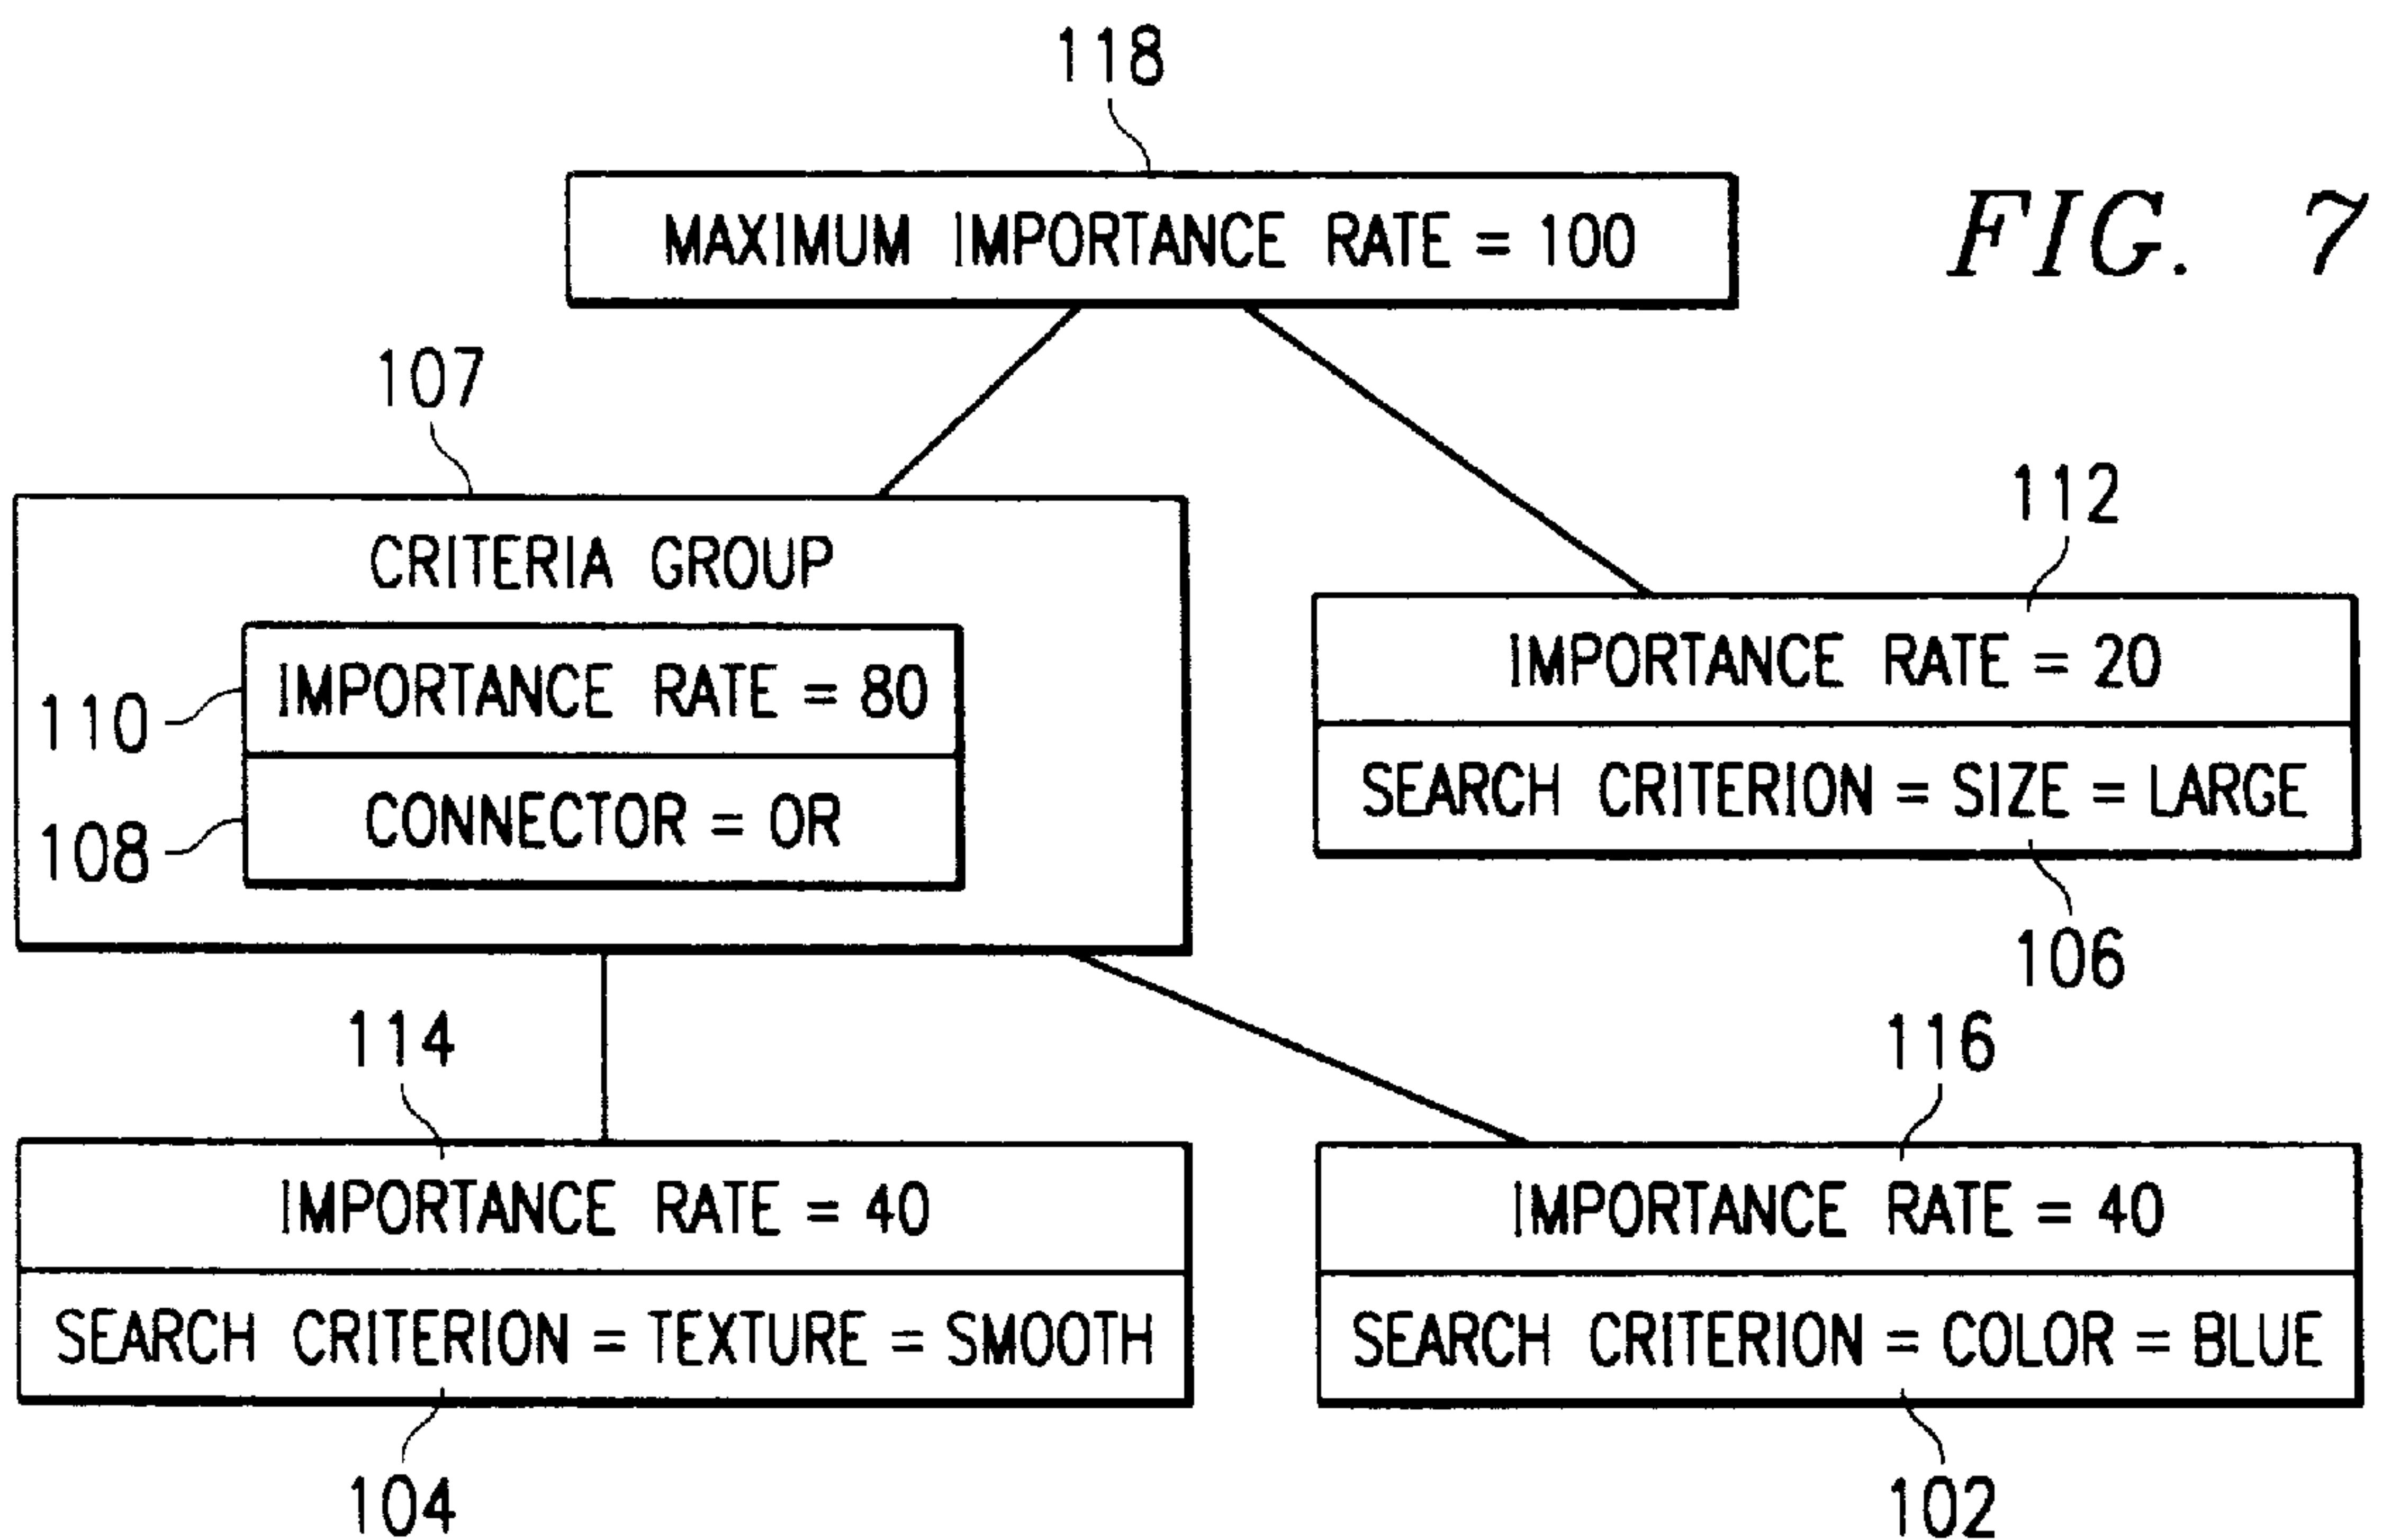 118
MAXIMUM IMPORTANCE RATE = 100
FIG. 7
107
CRITERIA GROUP
110
IMPORTANCE RATE = 80
108
CONNECTOR = OR
112
IMPORTANCE RATE = 20
SEARCH CRITERION = SIZE = LARGE
106
114
IMPORTANCE RATE = 40
SEARCH CRITERION = TEXTURE = SMOOTH
104
116
IMPORTANCE RATE = 40
SEARCH CRITERION = COLOR = BLUE
102